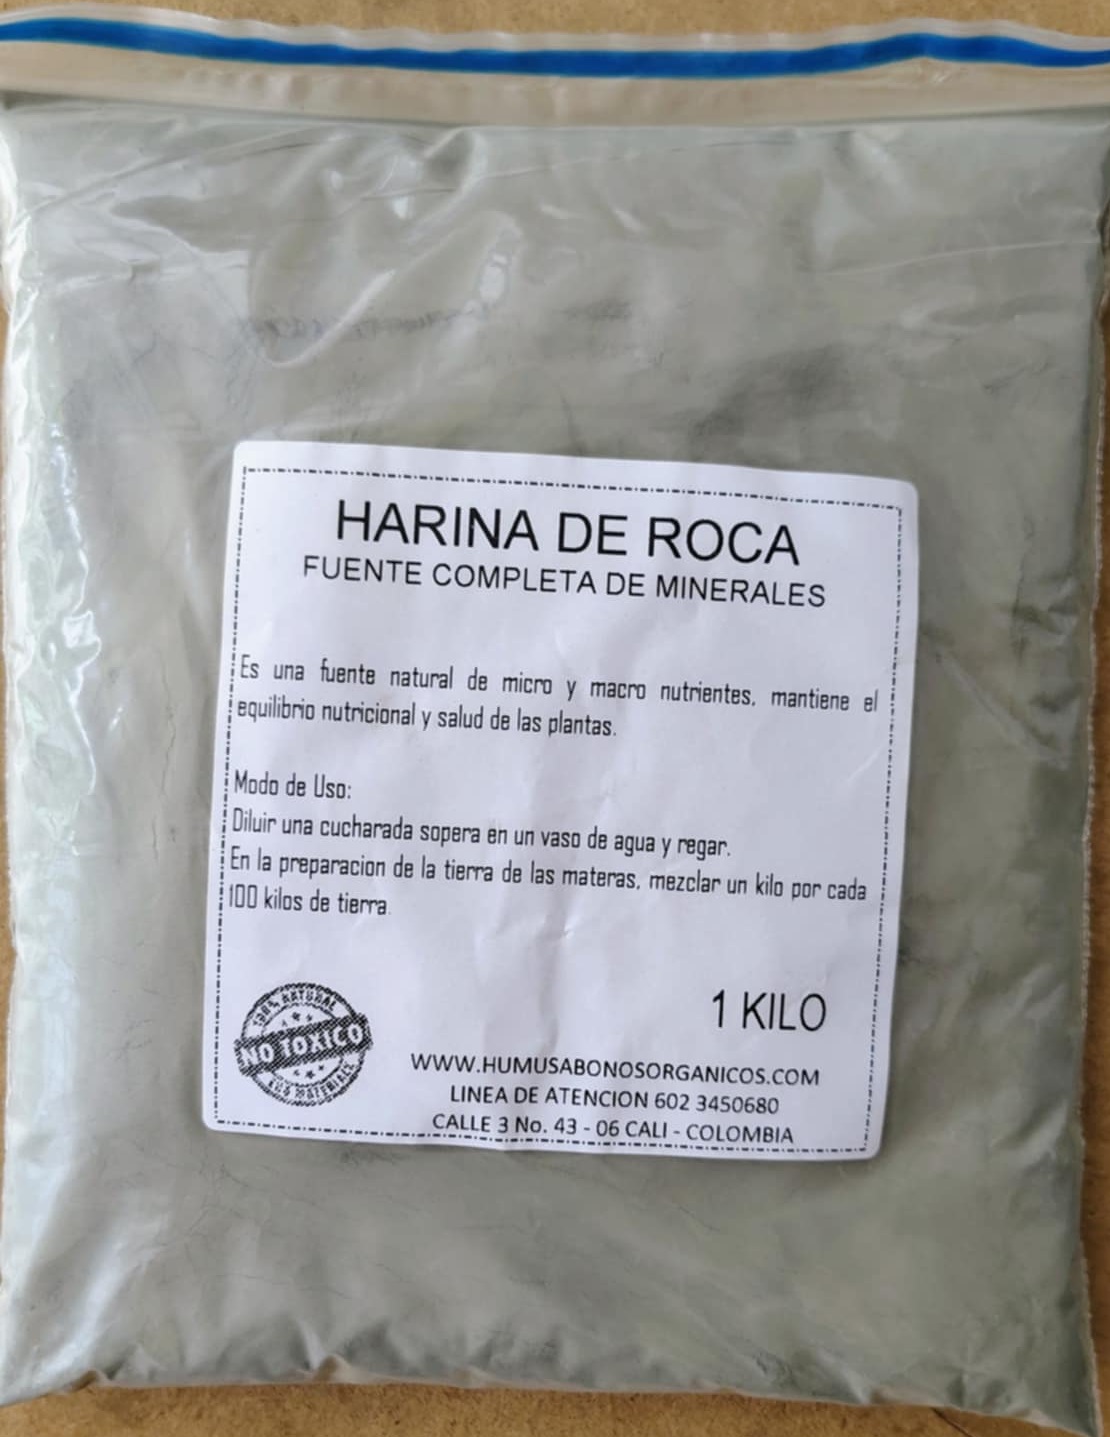 HARINA DE ROCA
FUENTE COMPLETA DE MINERALES
Es una fuente natural de micro y macro nutrientes, mantiene el
equilibrio nutricional y salud de las plantas.
Modo de Uso:
Diluir una cucharada sopera en un vaso de agua y regar.
En la preparacion de la tierra de las materas, mezclar un kilo por cada
100 kilos de tierra.
100% NATURAL
NO TOXICO
1 KILO
WWW.HUMUSABONOSORGANICOS.COM
LINEA DE ATENCION 602 3450680
CALLE 3 No. 43 - 06 CALI - COLOMBIA